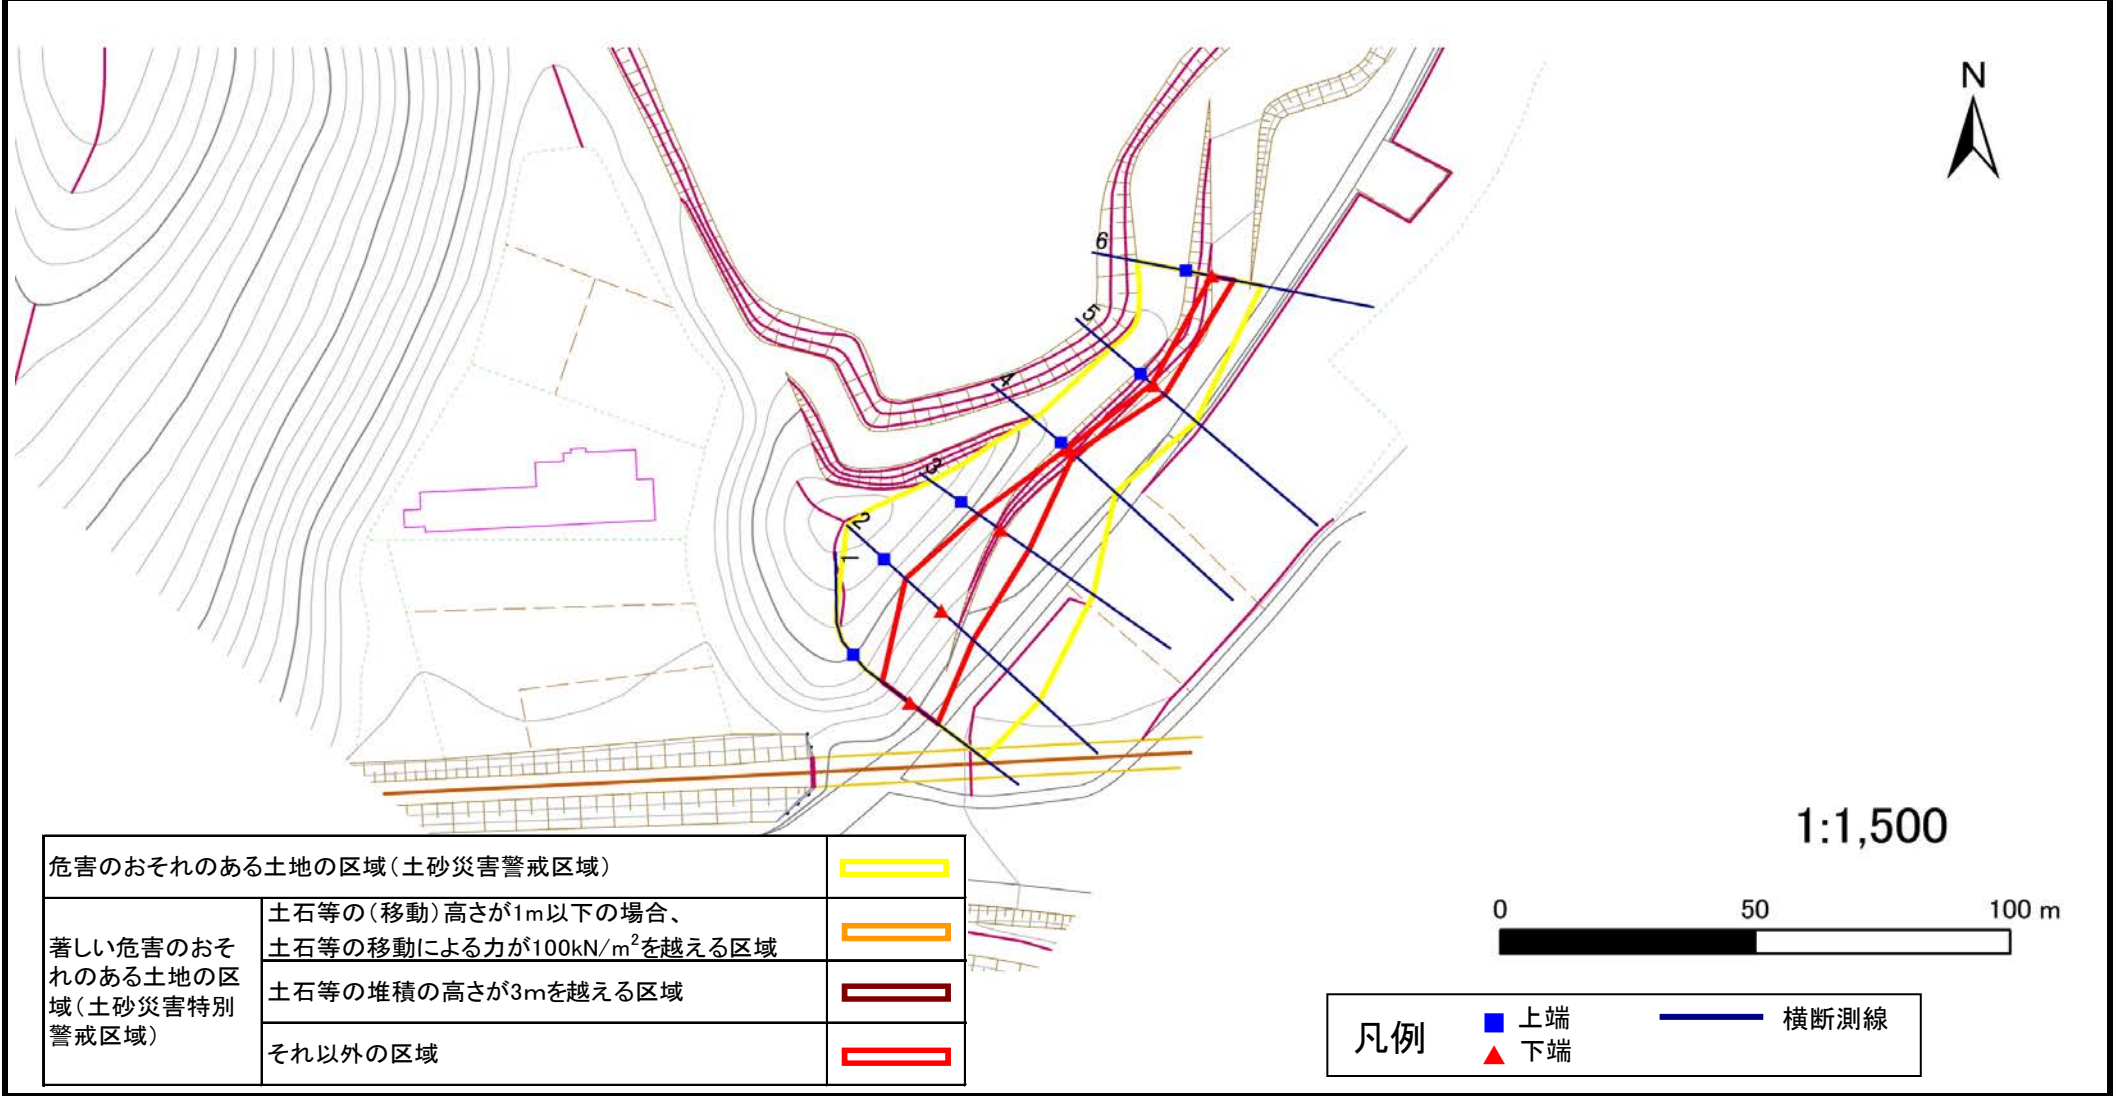 N
6
5
4
3
2
1
1:1,500
0 50 100 m
危害のおそれのある土地の区域(土砂災害警戒区域)
著しい危害のおそ
れのある土地の区
域(土砂災害特別
警戒区域)
土石等の(移動)高さが1m以下の場合、
土石等の移動による力が100kN/m²を越える区域
土石等の堆積の高さが3mを越える区域
それ以外の区域
凡例
上端
下端
横断測線